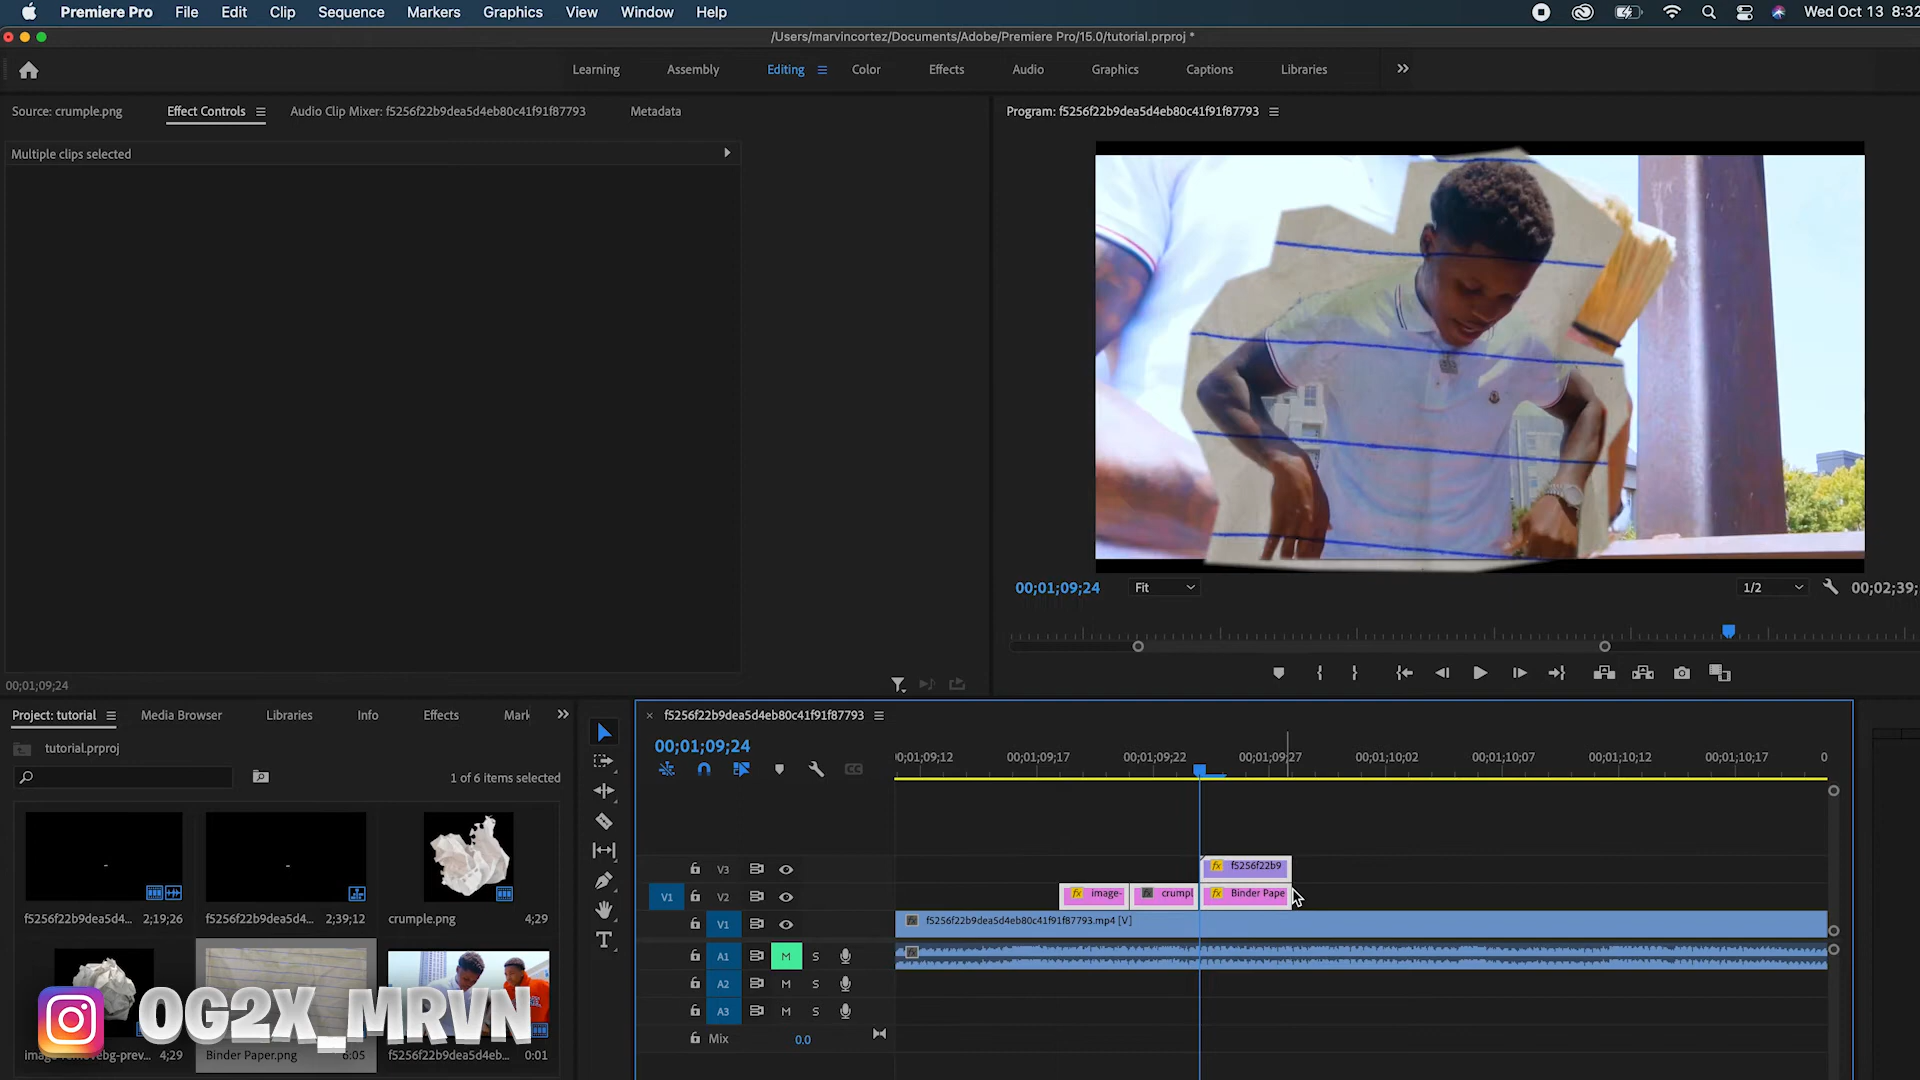 Premiere Pro File Edit Clip Sequence Markers Graphics View Window Help Wed Oct 13 8:32
/Users/marvincortez/Documents/Adobe/Premiere Pro/15.0/tutorial.prproj *
Learning Assembly Editing Color Effects Audio Graphics Captions Libraries
Source: crumple.png Effect Controls Audio Clip Mixer: f5256f22b9dea5d4eb80c41f91f87793 Metadata
Program: f5256f22b9dea5d4eb80c41f91f87793
Multiple clips selected
00;01;09;24 Fit 1/2 00;02;39;
00;01;09;24
Project: tutorial Media Browser Libraries Info Effects Mark
f5256f22b9dea5d4eb80c41f91f87793
tutorial.prproj
00;01;09;24
1 of 6 items selected
00;01;09;12 00;01;09;17 00;01;09;22 00;01;09;27 00;01;10;02 00;01;10;07 00;01;10;12 00;01;10;17 0
V3 f5256f22b9
V1 V2 image- crumpl Binder Pape
V1 f5256f22b9dea5d4eb80c41f91f87793.mp4 [V]
A1 M S
A2 M S
A3 M S
Mix 0.0
f5256f22b9dea5d4... 2;19;26 f5256f22b9dea5d4... 2;39;12 crumple.png 4;29
OG2X_MRVN
4;29 Binder Paper.png 6:05 f5256f22b9dea5d4eb... 0:01